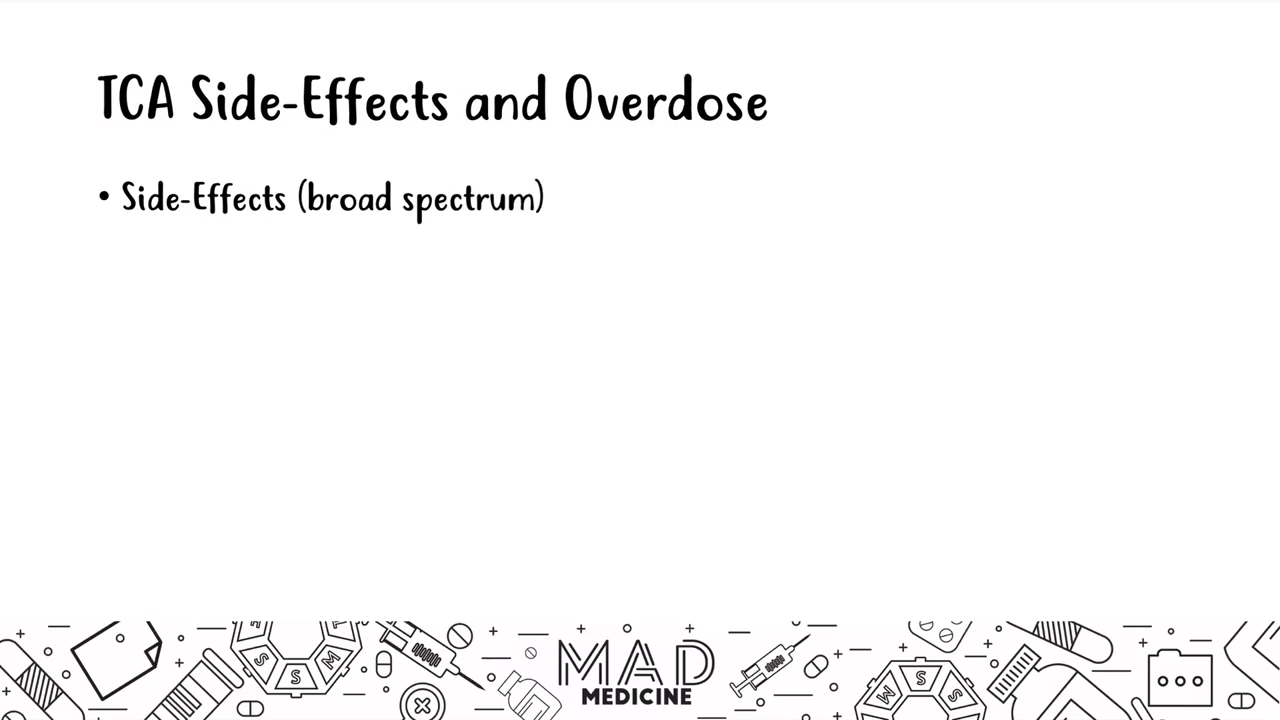 TCA Side-Effects and Overdose
• Side-Effects (broad spectrum)
MAD
MEDICINE